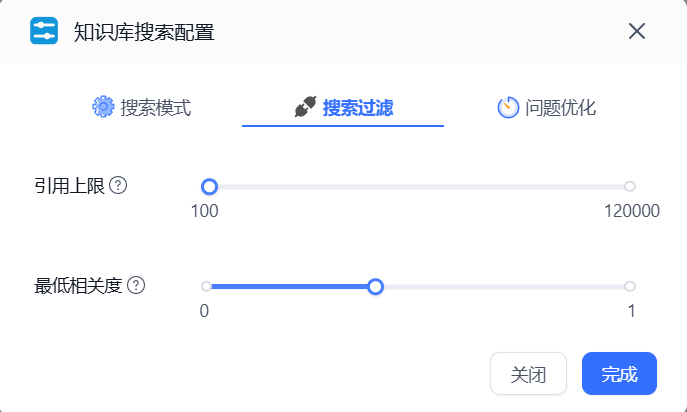 知识库搜索配置
搜索模式 搜索过滤 问题优化
引用上限
100 120000
最低相关度
0 1
关闭 完成